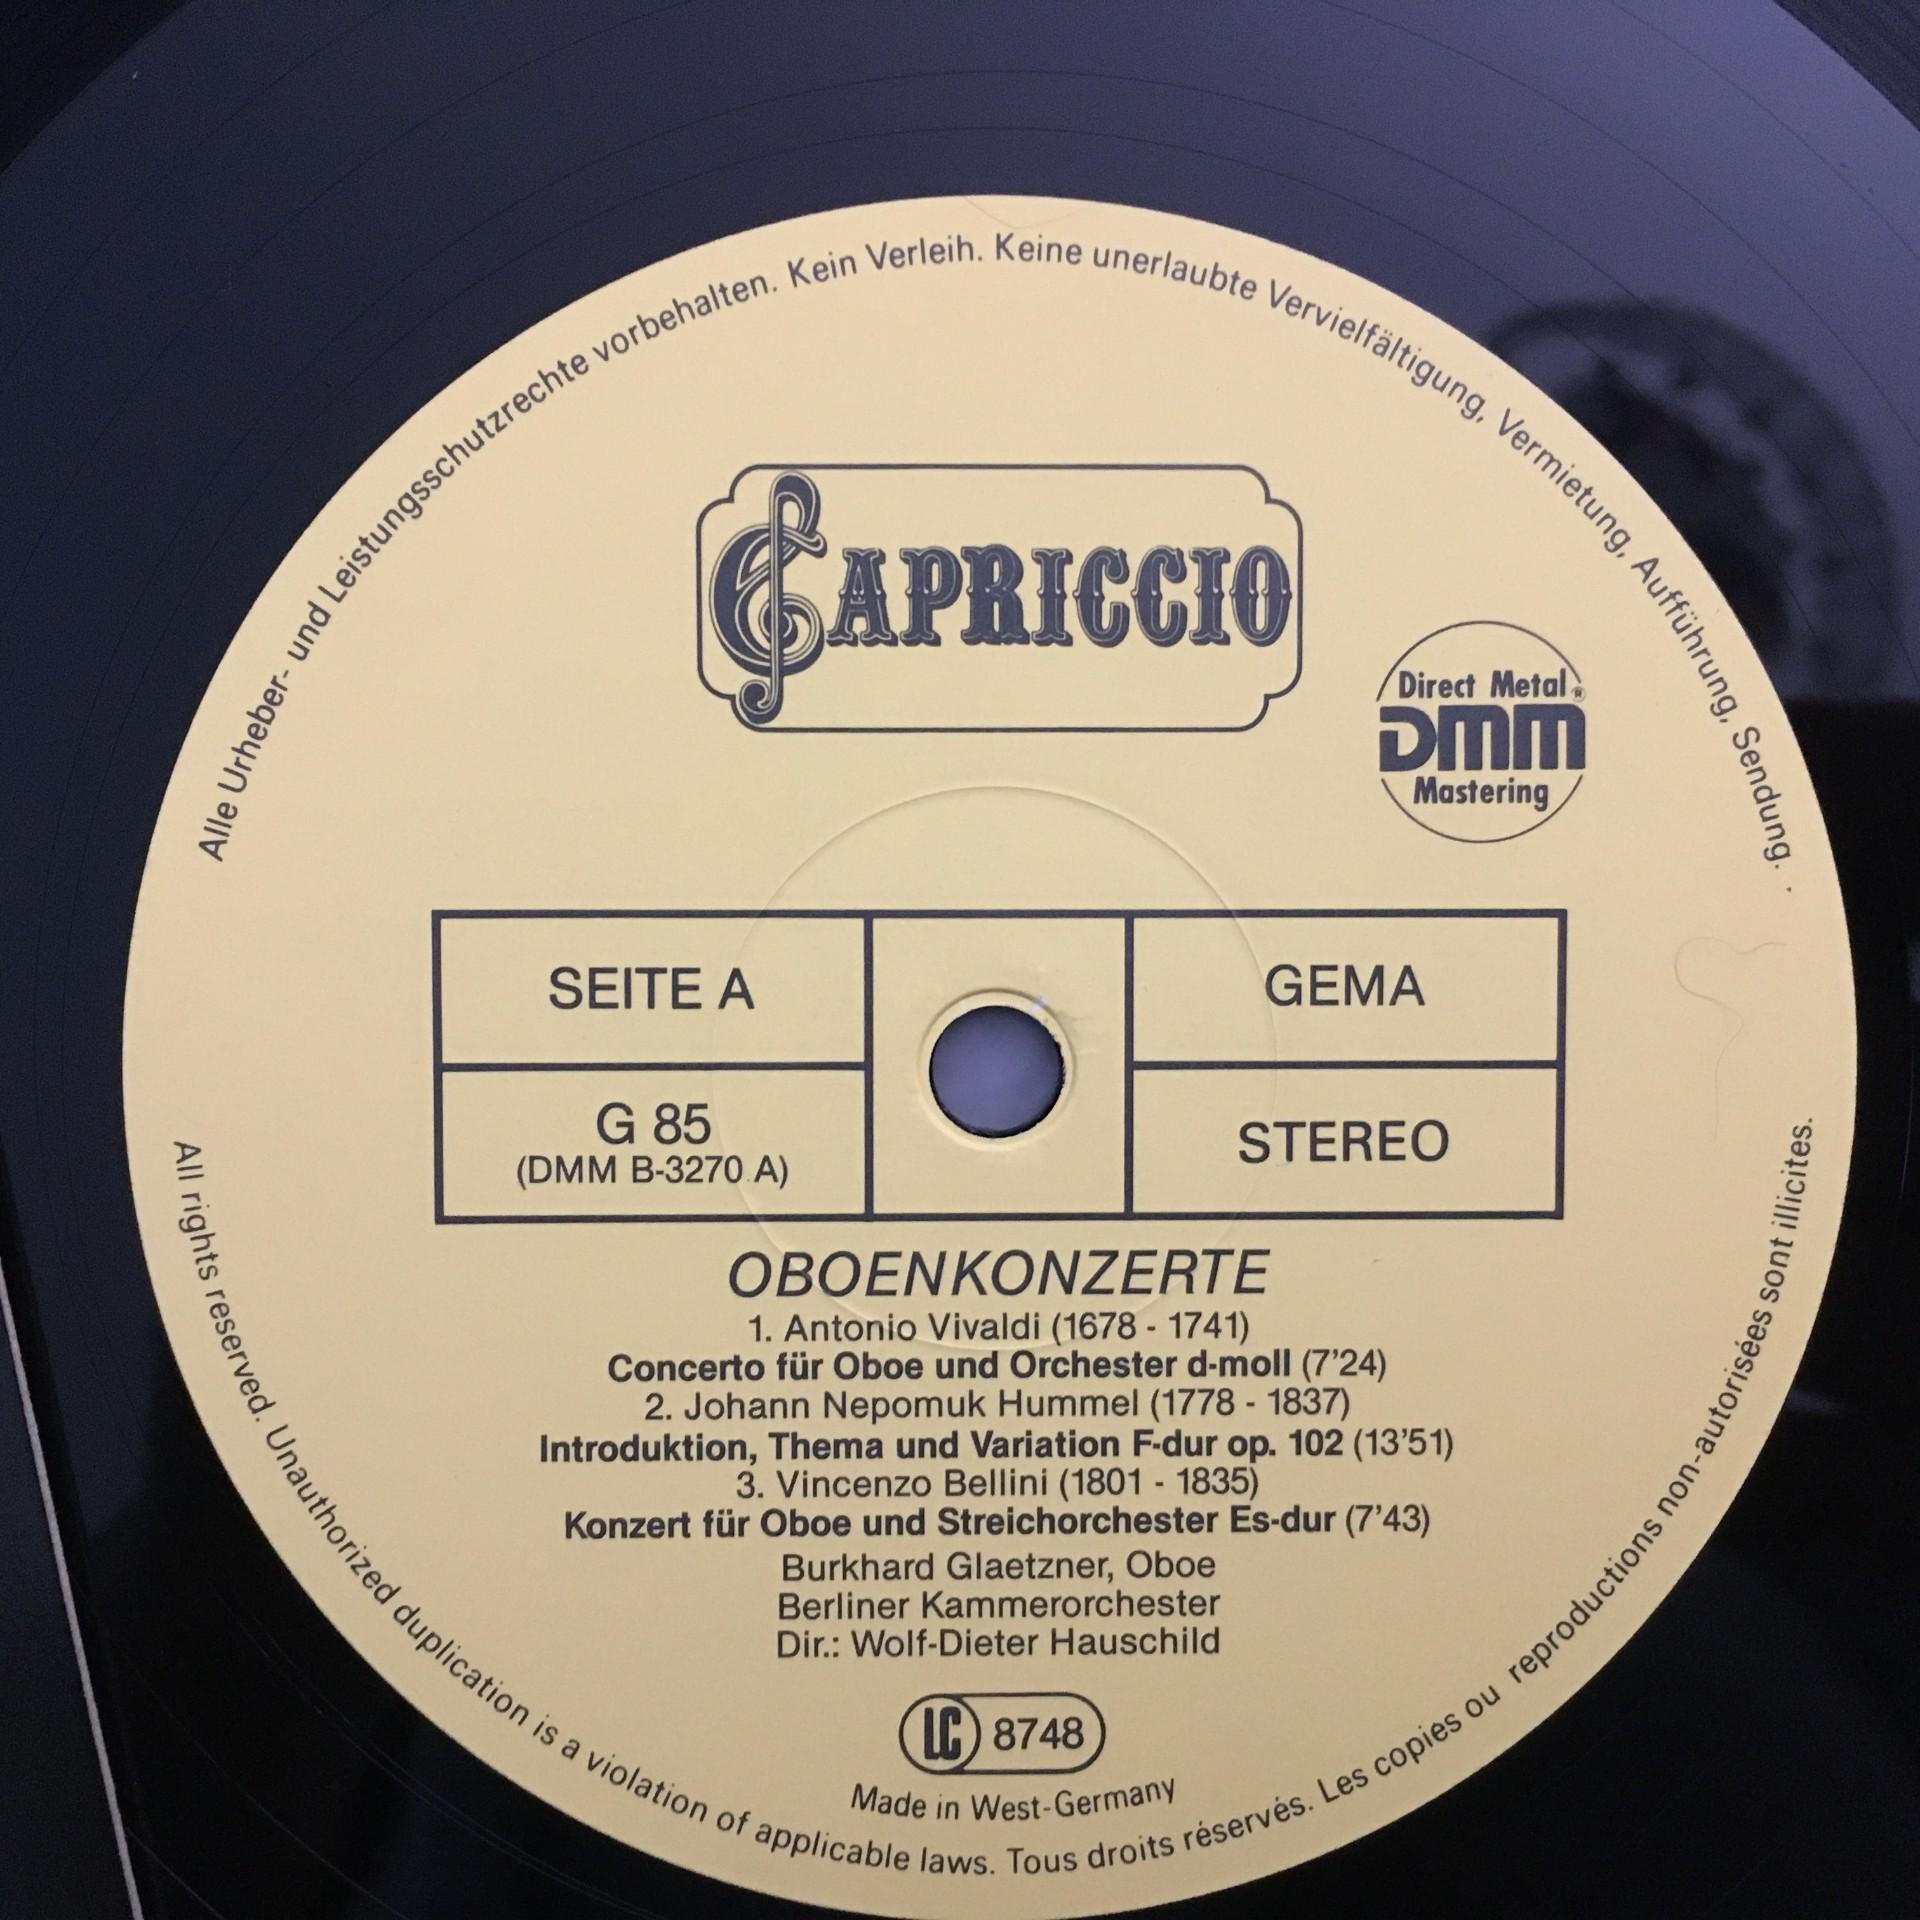 Alle Urheber- und Leistungsschutzrechte vorbehalten. Kein Verleih. Keine unerlaubte Vervielfältigung, Vermietung, Aufführung, Sendung.
CAPRICCIO
Direct Metal ®
DMM
Mastering
SEITE A
GEMA
G 85
(DMM B-3270 A)
STEREO
OBOENKONZERTE
1. Antonio Vivaldi (1678 - 1741)
Concerto für Oboe und Orchester d-moll (7’24)
2. Johann Nepomuk Hummel (1778 - 1837)
Introduktion, Thema und Variation F-dur op. 102 (13’51)
3. Vincenzo Bellini (1801 - 1835)
Konzert für Oboe und Streichorchester Es-dur (7’43)
Burkhard Glaetzner, Oboe
Berliner Kammerorchester
Dir.: Wolf-Dieter Hauschild
LC 8748
Made in West-Germany
All rights reserved. Unauthorized duplication is a violation of applicable laws. Tous droits réservés. Les copies ou reproductions non-autorisées sont illicites.